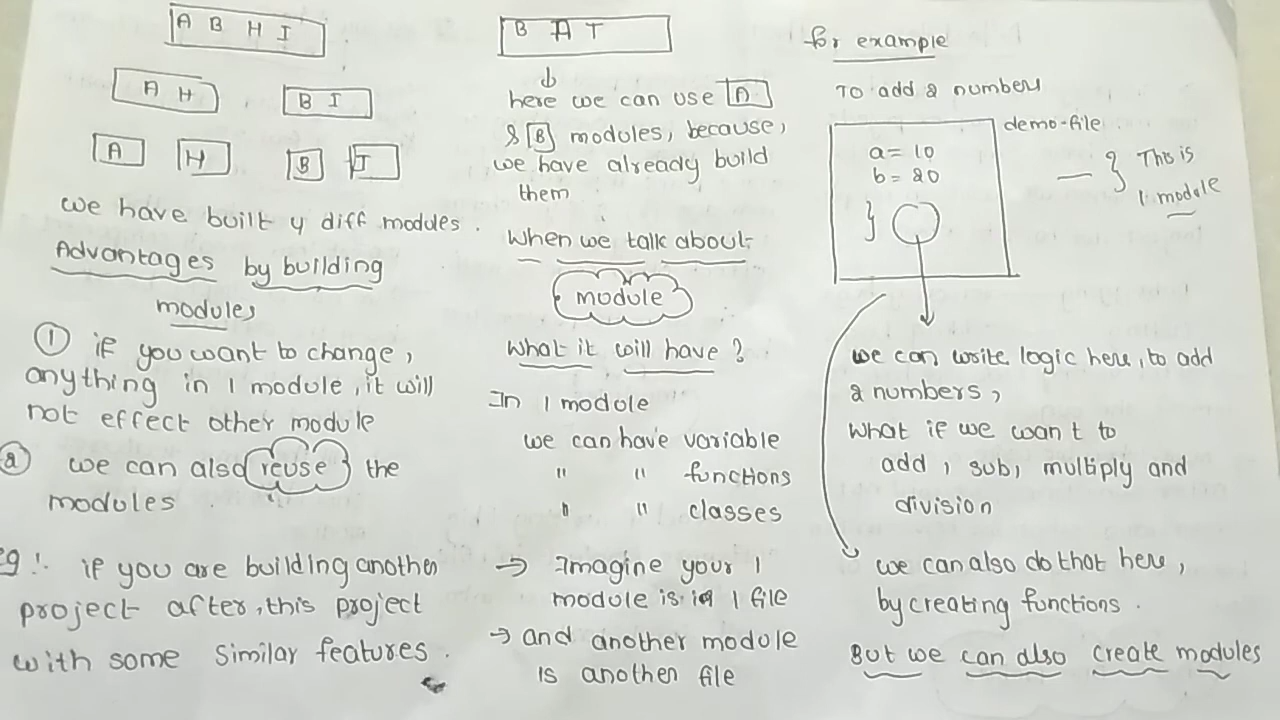 A B H I
A H
B I
A
H
B
I
we have built 4 diff modules.
Advantages by building
modules
① if you want to change,
anything in 1 module, it will
not effect other module
② we can also reuse the
modules
Eg: if you are building another
project after, this project
with some similar features.
B A T
here we can use A
& B modules, because,
we have already build
them
When we talk about
module
What it will have?
In 1 module
we can have variable
" " functions
" " classes
→ Imagine your 1
module is in 1 file
→ and another module
is another file
for example
To add 2 numbers
demo-file
a = 10
b = 20
} This is
1 module
we can write logic here, to add
2 numbers,
What if we want to
add, sub, multiply and
division
we can also do that here,
by creating functions.
But we can also create modules